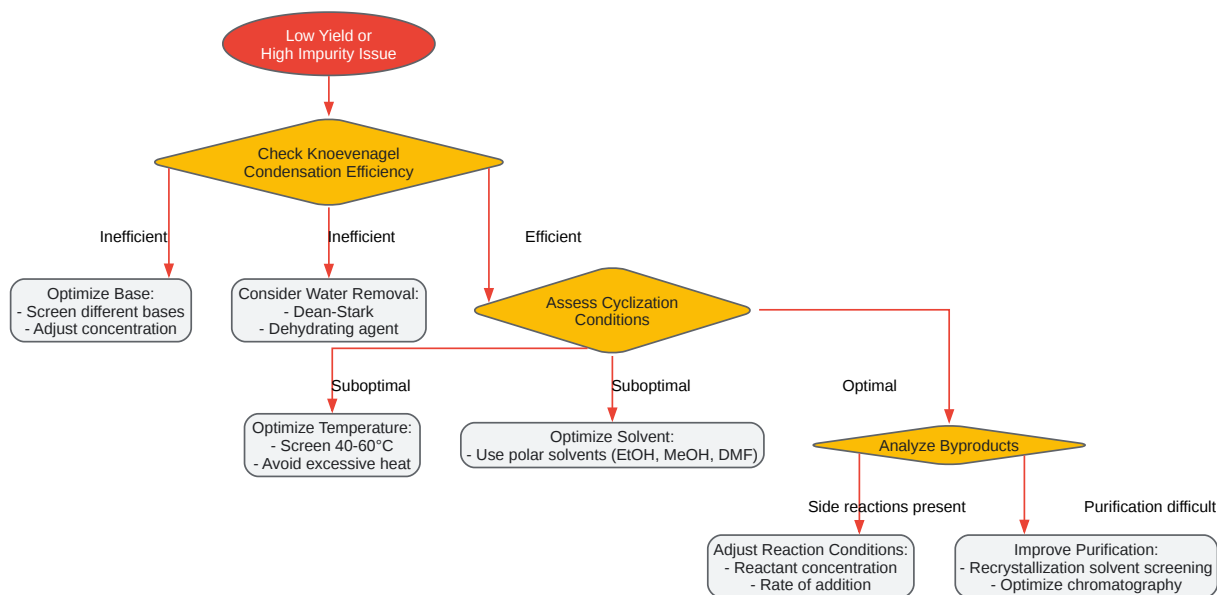 Low Yield or
High Impurity Issue
Check Knoevenagel
Condensation Efficiency
Inefficient
Inefficient
Efficient
Optimize Base:
- Screen different bases
- Adjust concentration
Consider Water Removal:
- Dean-Stark
- Dehydrating agent
Assess Cyclization
Conditions
Suboptimal
Suboptimal
Optimal
Optimize Temperature:
- Screen 40-60°C
- Avoid excessive heat
Optimize Solvent:
- Use polar solvents (EtOH, MeOH, DMF)
Analyze Byproducts
Side reactions present
Purification difficult
Adjust Reaction Conditions:
- Reactant concentration
- Rate of addition
Improve Purification:
- Recrystallization solvent screening
- Optimize chromatography